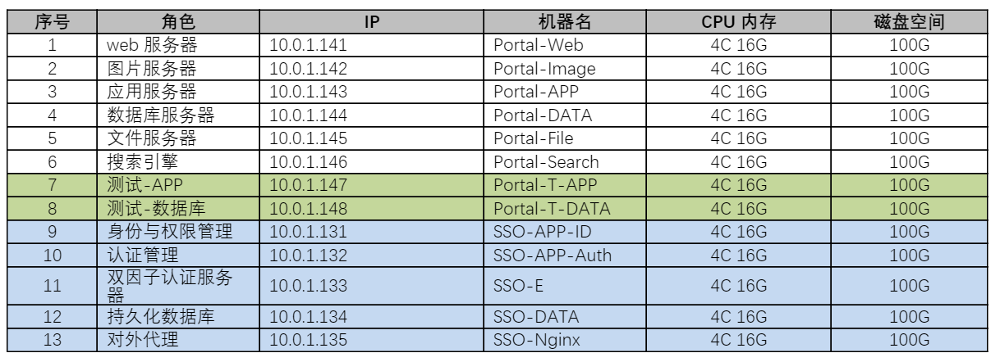 序号 角色 IP 机器名 CPU 内存 磁盘空间
1 web 服务器 10.0.1.141 Portal-Web 4C 16G 100G
2 图片服务器 10.0.1.142 Portal-Image 4C 16G 100G
3 应用服务器 10.0.1.143 Portal-APP 4C 16G 100G
4 数据库服务器 10.0.1.144 Portal-DATA 4C 16G 100G
5 文件服务器 10.0.1.145 Portal-File 4C 16G 100G
6 搜索引擎 10.0.1.146 Portal-Search 4C 16G 100G
7 测试-APP 10.0.1.147 Portal-T-APP 4C 16G 100G
8 测试-数据库 10.0.1.148 Portal-T-DATA 4C 16G 100G
9 身份与权限管理 10.0.1.131 SSO-APP-ID 4C 16G 100G
10 认证管理 10.0.1.132 SSO-APP-Auth 4C 16G 100G
11 双因子认证服务
器 10.0.1.133 SSO-E 4C 16G 100G
12 持久化数据库 10.0.1.134 SSO-DATA 4C 16G 100G
13 对外代理 10.0.1.135 SSO-Nginx 4C 16G 100G